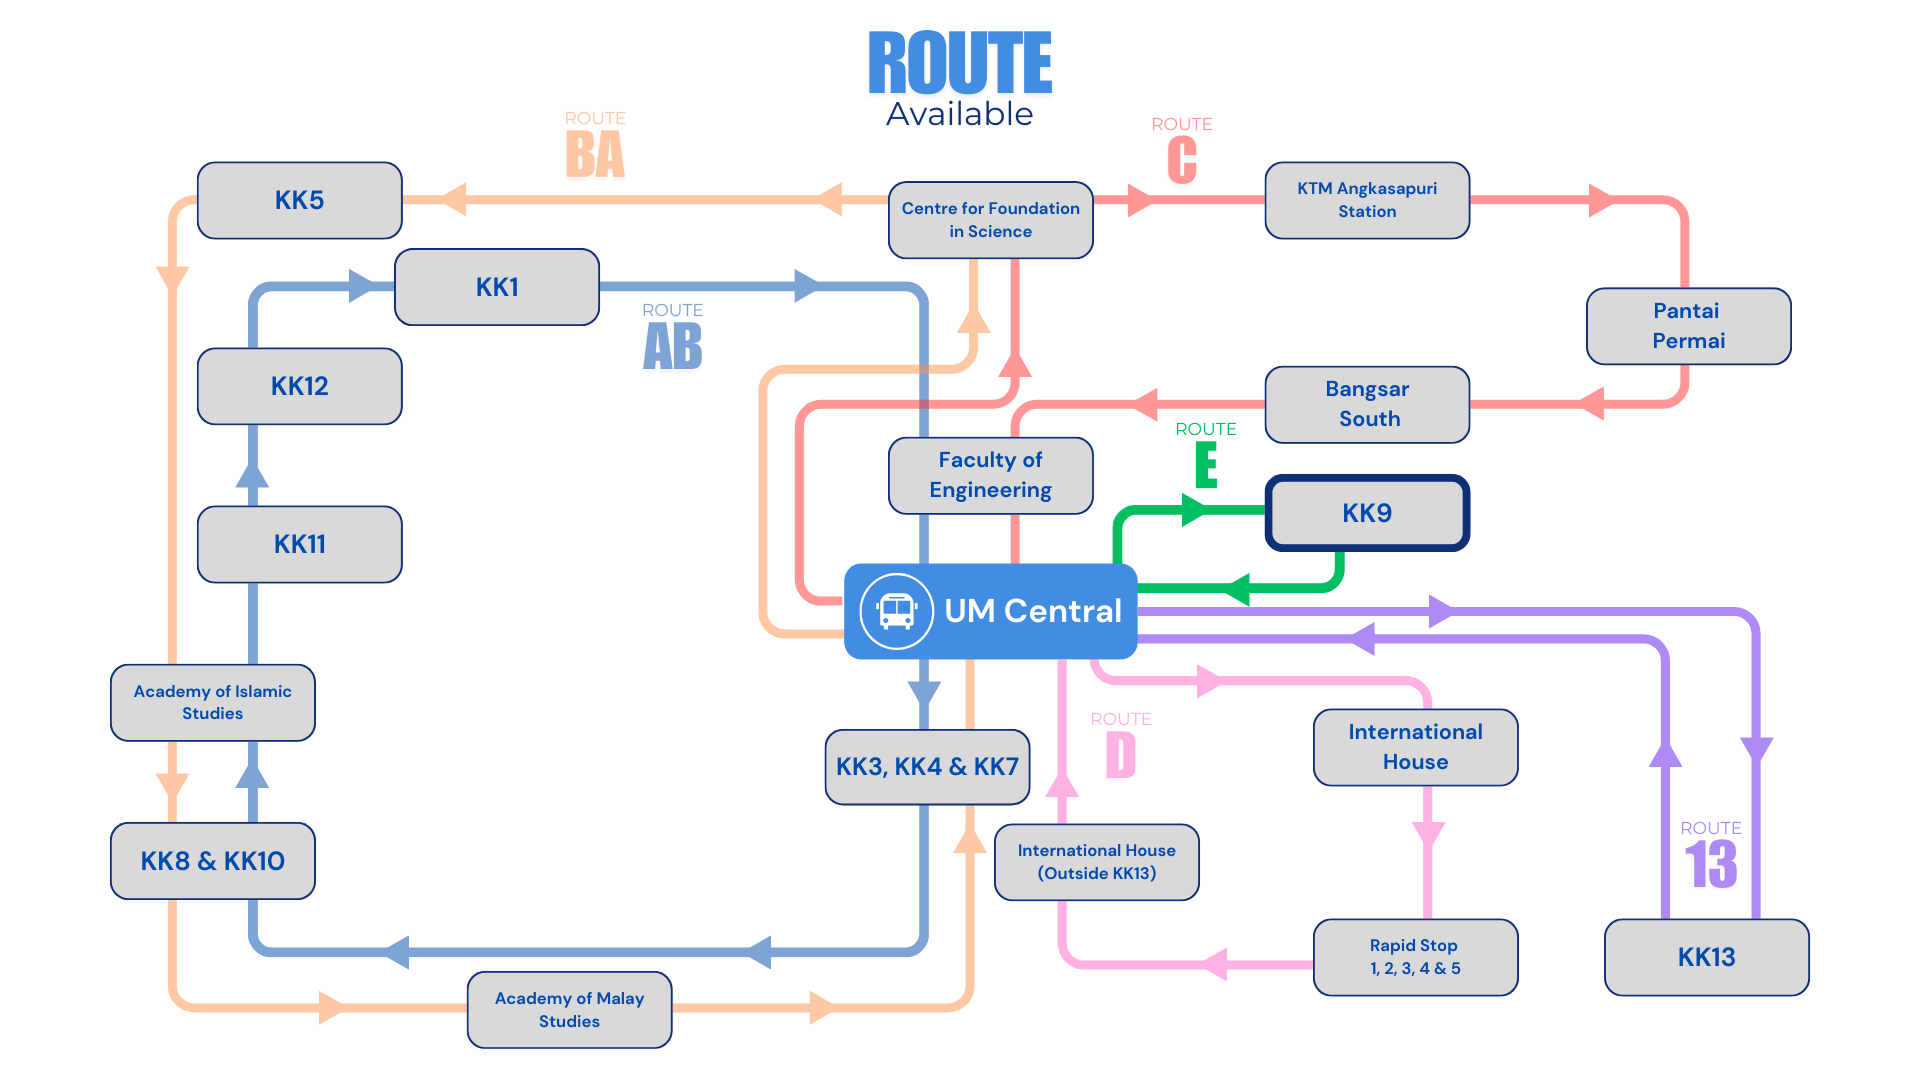 ROUTE
Available
ROUTE
BA
ROUTE
C
KK5
Centre for Foundation
in Science
KTM Angkasapuri
Station
KK1
ROUTE
AB
Pantai
Permai
KK12
Bangsar
South
ROUTE
E
Faculty of
Engineering
KK9
KK11
UM Central
Academy of Islamic
Studies
ROUTE
D
International
House
KK3, KK4 & KK7
KK8 & KK10
International House
(Outside KK13)
ROUTE
13
Rapid Stop
1, 2, 3, 4 & 5
KK13
Academy of Malay
Studies